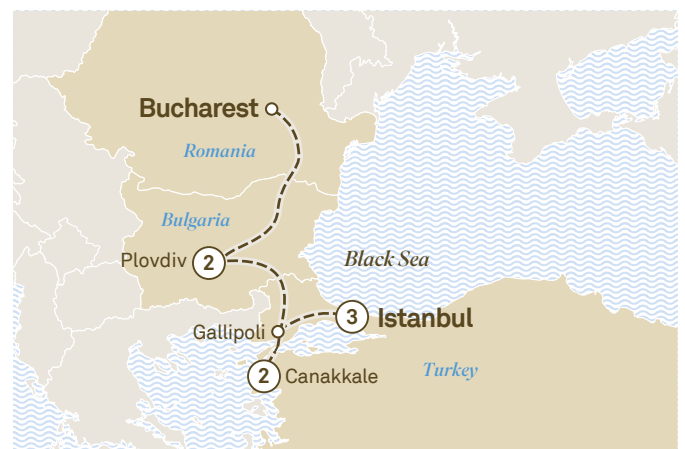 Bucharest
Romania
Bulgaria
Plovdiv 2
Black Sea
3 Istanbul
Gallipoli
2 Canakkale
Turkey